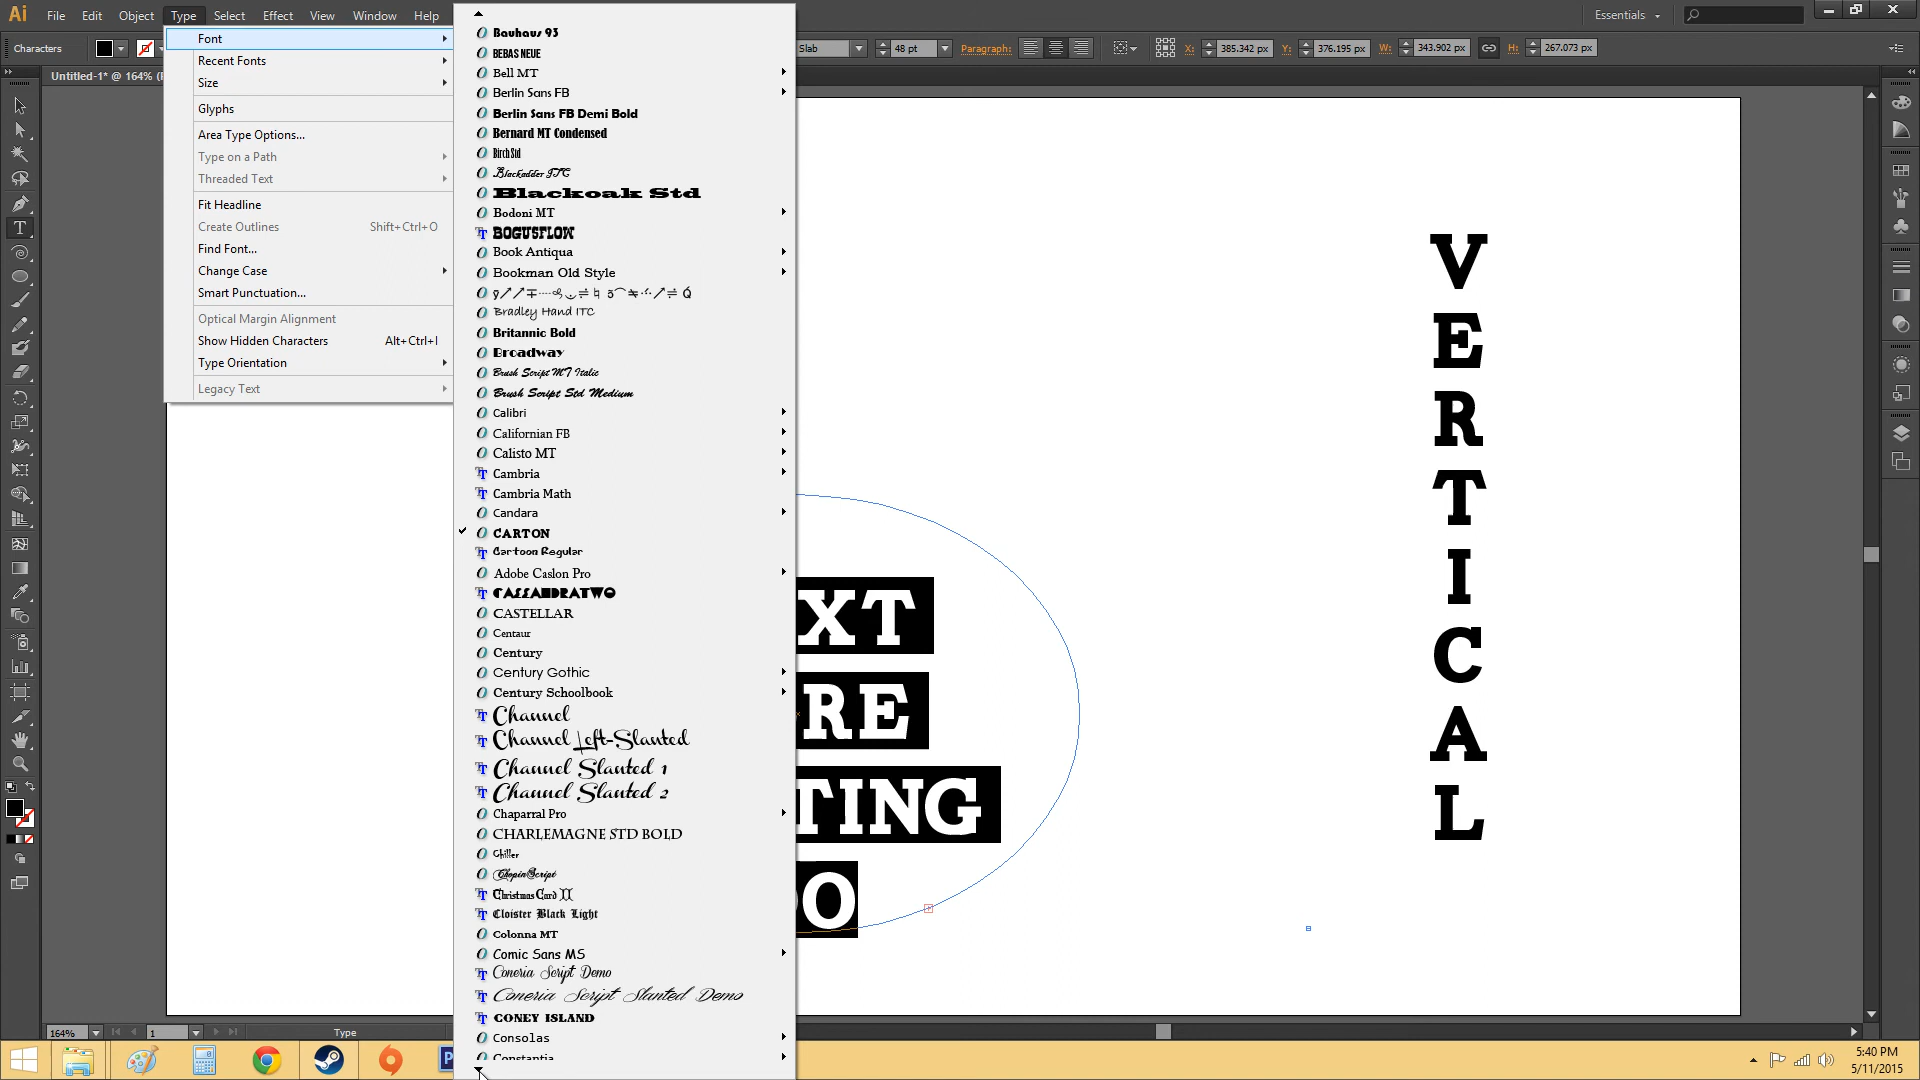 Ai File Edit Object Type Select Effect View Window Help
Essentials
Characters
Slab
48 pt
Paragraph:
X: 385.342 px
Y: 376.195 px
W: 343.902 px
H: 267.073 px
Untitled-1* @ 164%
Font
Recent Fonts
Size
Glyphs
Area Type Options...
Type on a Path
Threaded Text
Fit Headline
Create Outlines Shift+Ctrl+O
Find Font...
Change Case
Smart Punctuation...
Optical Margin Alignment
Show Hidden Characters Alt+Ctrl+I
Type Orientation
Legacy Text
Bauhaus 93
BEBAS NEUE
Bell MT
Berlin Sans FB
Berlin Sans FB Demi Bold
Bernard MT Condensed
Birch Std
Blackadder ITC
Blackoak Std
Bodoni MT
BOGUSFLOW
Book Antiqua
Bookman Old Style
Bradley Hand ITC
Britannic Bold
Broadway
Brush Script MT Italic
Brush Script Std Medium
Calibri
Californian FB
Calisto MT
Cambria
Cambria Math
Candara
CARTON
Cartoon Regular
Adobe Caslon Pro
CASSANDRATWO
CASTELLAR
Centaur
Century
Century Gothic
Century Schoolbook
Channel
Channel Left-Slanted
Channel Slanted 1
Channel Slanted 2
Chaparral Pro
CHARLEMAGNE STD BOLD
Chiller
ChopinScript
ChristmasCard II
Cloister Black Light
Colonna MT
Comic Sans MS
Coneria Script Demo
Coneria Script Slanted Demo
CONEY ISLAND
Consolas
Constantia
XT
RE
TING
O
V
E
R
T
I
C
A
L
164%
1
Type
5:40 PM
5/11/2015